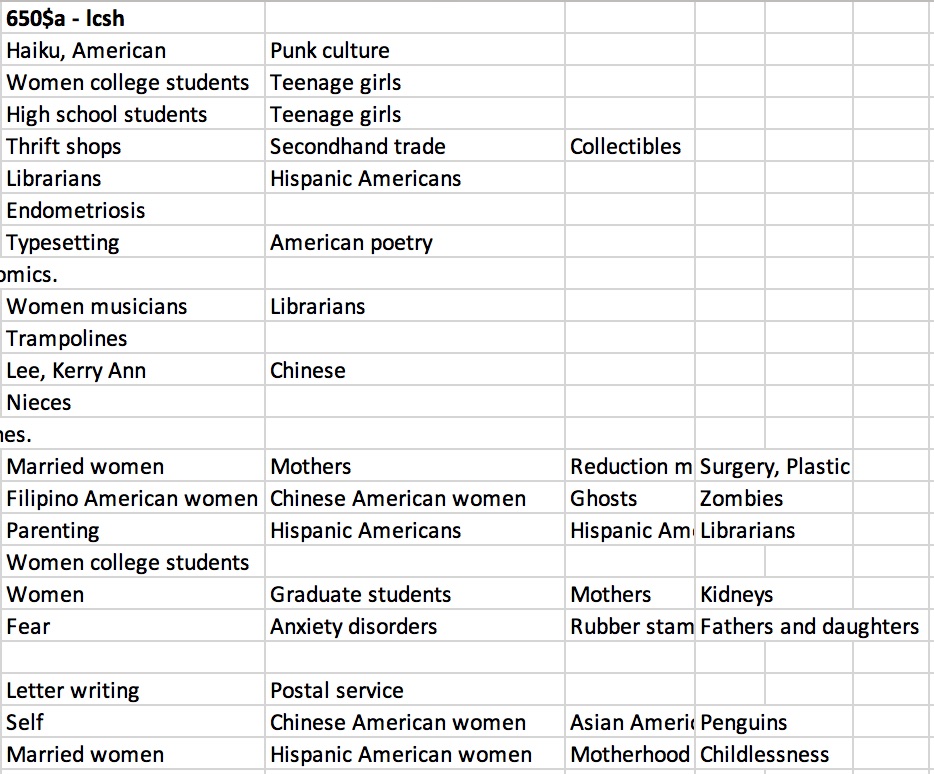 650$a - lcsh
Haiku, American Punk culture
Women college students Teenage girls
High school students Teenage girls
Thrift shops Secondhand trade Collectibles
Librarians Hispanic Americans
Endometriosis
Typesetting American poetry
omics.
Women musicians Librarians
Trampolines
Lee, Kerry Ann Chinese
Nieces
nes.
Married women Mothers Reduction m Surgery, Plastic
Filipino American women Chinese American women Ghosts Zombies
Parenting Hispanic Americans Hispanic Am Librarians
Women college students
Women Graduate students Mothers Kidneys
Fear Anxiety disorders Rubber stam Fathers and daughters
Letter writing Postal service
Self Chinese American women Asian Ameri Penguins
Married women Hispanic American women Motherhood Childlessness